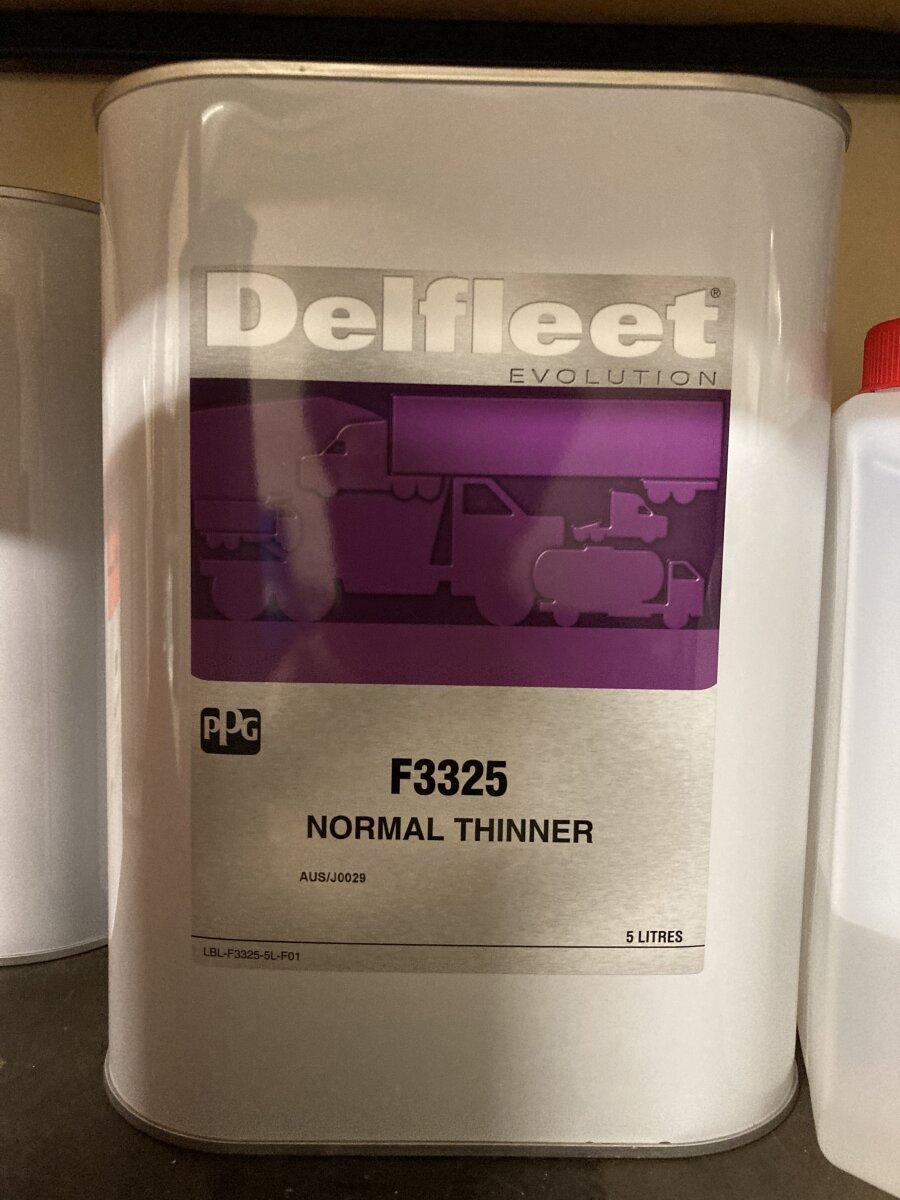 Delfleet®
EVOLUTION
PPG
F3325
NORMAL THINNER
AUS/J0029
5 LITRES
LBL-F3325-5L-F01